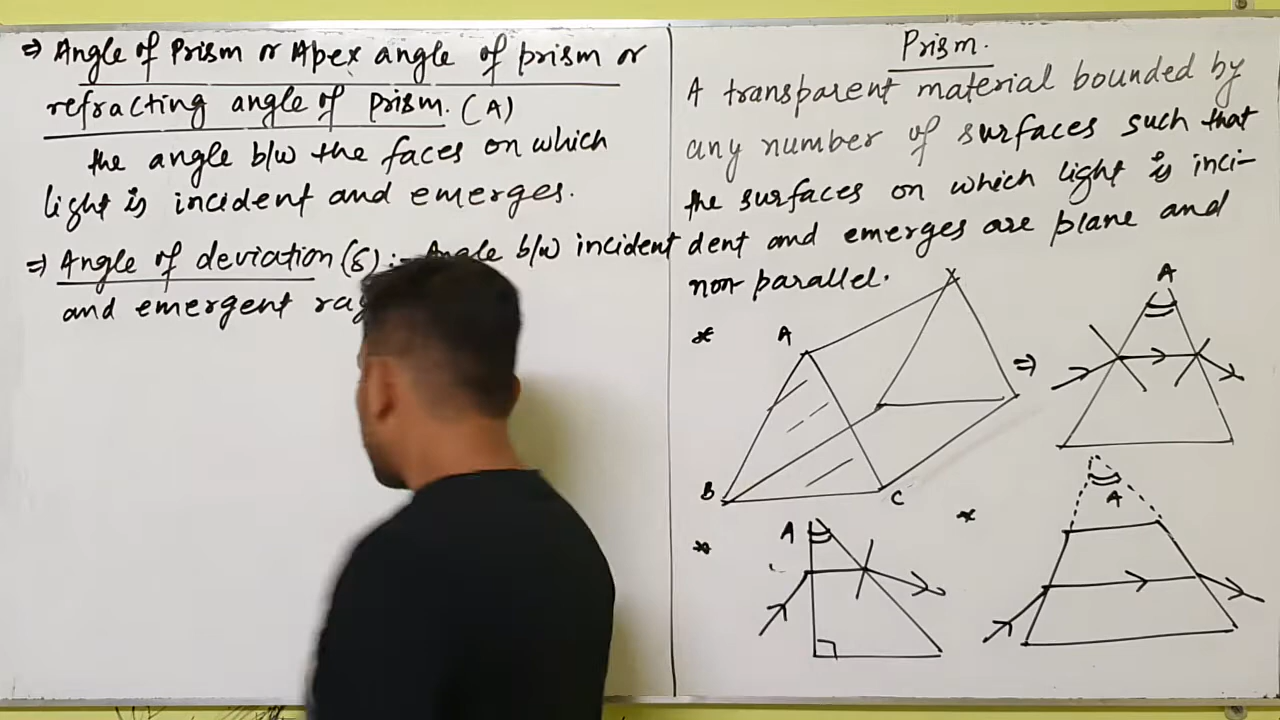 ⇒ Angle of Prism or Apex angle of prism or
refracting angle of prism. (A)
the angle b/w the faces on which
light is incident and emerges.
⇒ Angle of deviation (δ) :- Angle b/w incident
and emergent
Prism.
A transparent material bounded by
any number of surfaces such that
the surfaces on which light is inci-
dent and emerges are plane and
non parallel.
A
B
C
⇒
A
A
A